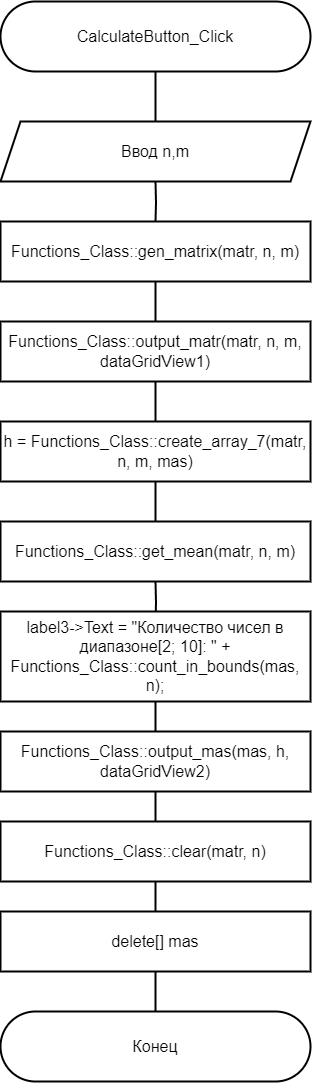 CalculateButton_Click
Ввод n,m
Functions_Class::gen_matrix(matr, n, m)
Functions_Class::output_matr(matr, n, m,
dataGridView1)
h = Functions_Class::create_array_7(matr,
n, m, mas)
Functions_Class::get_mean(matr, n, m)
label3->Text = "Количество чисел в
диапазоне[2; 10]: " +
Functions_Class::count_in_bounds(mas,
n);
Functions_Class::output_mas(mas, h,
dataGridView2)
Functions_Class::clear(matr, n)
delete[] mas
Конец